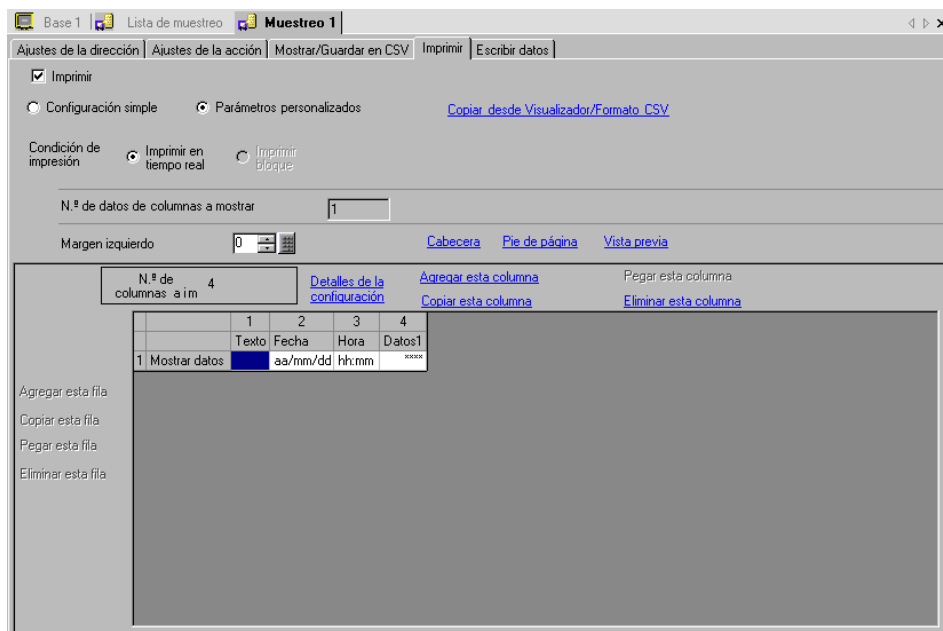 Base 1 Lista de muestreo Muestreo 1
Ajustes de la dirección Ajustes de la acción Mostrar/Guardar en CSV Imprimir Escribir datos
Imprimir
Configuración simple Parámetros personalizados Copiar desde Visualizador/Formato CSV
Condición de
impresión
Imprimir en
tiempo real
Imprimir
bloque
N.º de datos de columnas a mostrar 1
Margen izquierdo 0 Cabecera Pie de página Vista previa
N.º de
columnas a im
4
Detalles de la
configuración
Agregar esta columna Pegar esta columna
Copiar esta columna Eliminar esta columna
1 2 3 4
Texto Fecha Hora Datos1
1 Mostrar datos aa/mm/dd hh:mm xxxx
Agregar esta fila
Copiar esta fila
Pegar esta fila
Eliminar esta fila